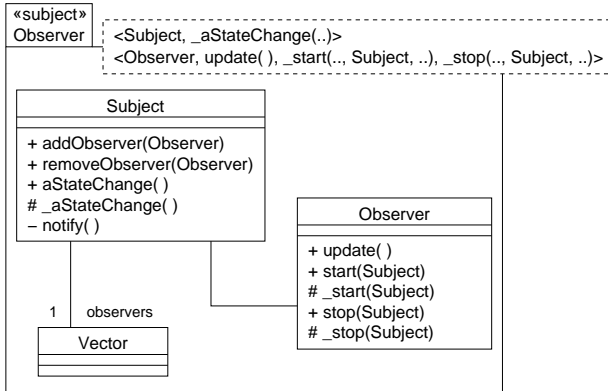 «subject»
Observer
<Subject, _aStateChange(..)>
<Observer, update( ), _start(.., Subject, ..), _stop(.., Subject, ..)>
Subject
+ addObserver(Observer)
+ removeObserver(Observer)
+ aStateChange( )
# _aStateChange( )
– notify( )
Observer
+ update( )
+ start(Subject)
# _start(Subject)
+ stop(Subject)
# _stop(Subject)
1 observers
Vector